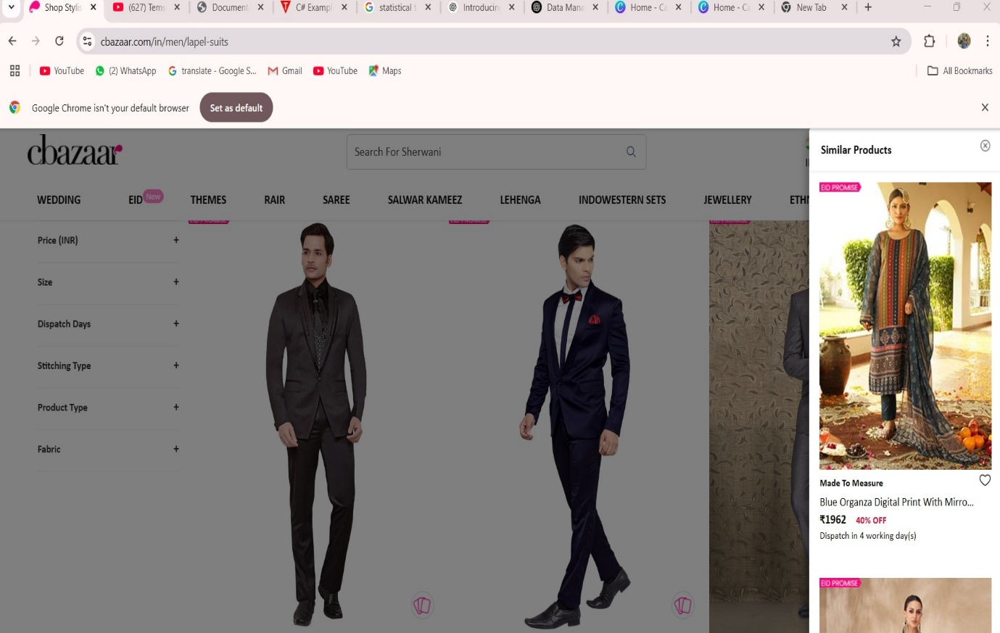 Shop Stylis
(627) Tems
Document
C# Exampl
statistical t
Introducin
Data Mana
Home - Ca
Home - Ca
New Tab
cbazaar.com/in/men/lapel-suits
YouTube
(2) WhatsApp
translate - Google S...
Gmail
YouTube
Maps
All Bookmarks
Google Chrome isn't your default browser
Set as default
cbazaar
Search For Sherwani
Similar Products
WEDDING
EID
New
THEMES
RAIR
SAREE
SALWAR KAMEEZ
LEHENGA
INDOWESTERN SETS
JEWELLERY
ETHN
Price (INR) +
Size +
Dispatch Days +
Stitching Type +
Product Type +
Fabric +
EID PROMISE
Made To Measure
Blue Organza Digital Print With Mirro...
₹1962 40% OFF
Dispatch in 4 working day(s)
EID PROMISE